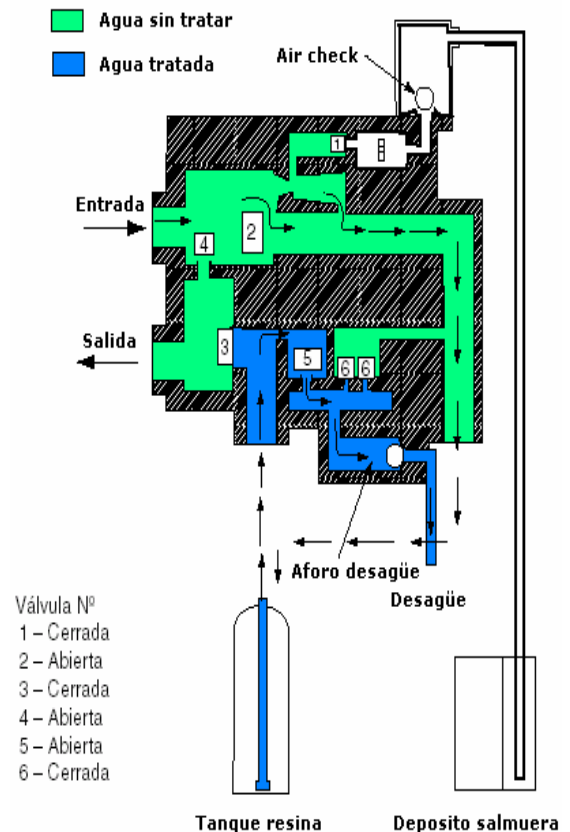 Agua sin tratar
Agua tratada
Air check
1
Entrada
2
4
Salida
3
5
6 6
Aforo desagüe
Desagüe
Válvula Nº
1 – Cerrada
2 – Abierta
3 – Cerrada
4 – Abierta
5 – Abierta
6 – Cerrada
Tanque resina
Deposito salmuera